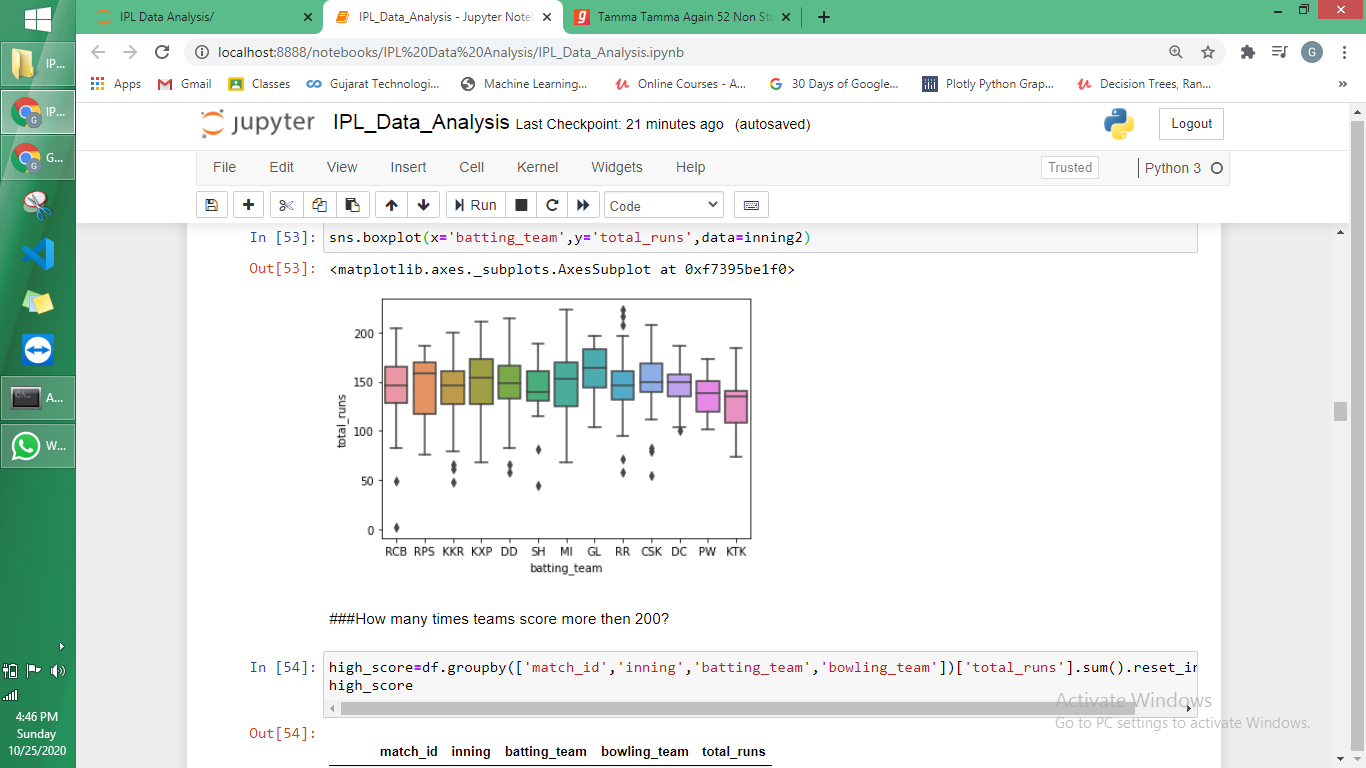 IPL Data Analysis/
IPL_Data_Analysis - Jupyter Note
Tamma Tamma Again 52 Non St
localhost:8888/notebooks/IPL%20Data%20Analysis/IPL_Data_Analysis.ipynb
G
Apps
Gmail
Classes
Gujarat Technologi...
Machine Learning...
Online Courses - A...
30 Days of Google...
Plotly Python Grap...
Decision Trees, Ran...
»
IP...
IP...
G...
A...
W...
jupyter IPL_Data_Analysis Last Checkpoint: 21 minutes ago (autosaved)
Logout
File Edit View Insert Cell Kernel Widgets Help
Trusted
Python 3
Run
Code
In [53]: sns.boxplot(x='batting_team',y='total_runs',data=inning2)
Out[53]: <matplotlib.axes._subplots.AxesSubplot at 0xf7395be1f0>
total_runs
200
150
100
50
0
RCB RPS KKR KXP DD SH MI GL RR CSK DC PW KTK
batting_team
###How many times teams score more then 200?
In [54]: high_score=df.groupby(['match_id','inning','batting_team','bowling_team'])['total_runs'].sum().reset_in
high_score
Out[54]:
match_id inning batting_team bowling_team total_runs
Activate Windows
Go to PC settings to activate Windows.
4:46 PM
Sunday
10/25/2020